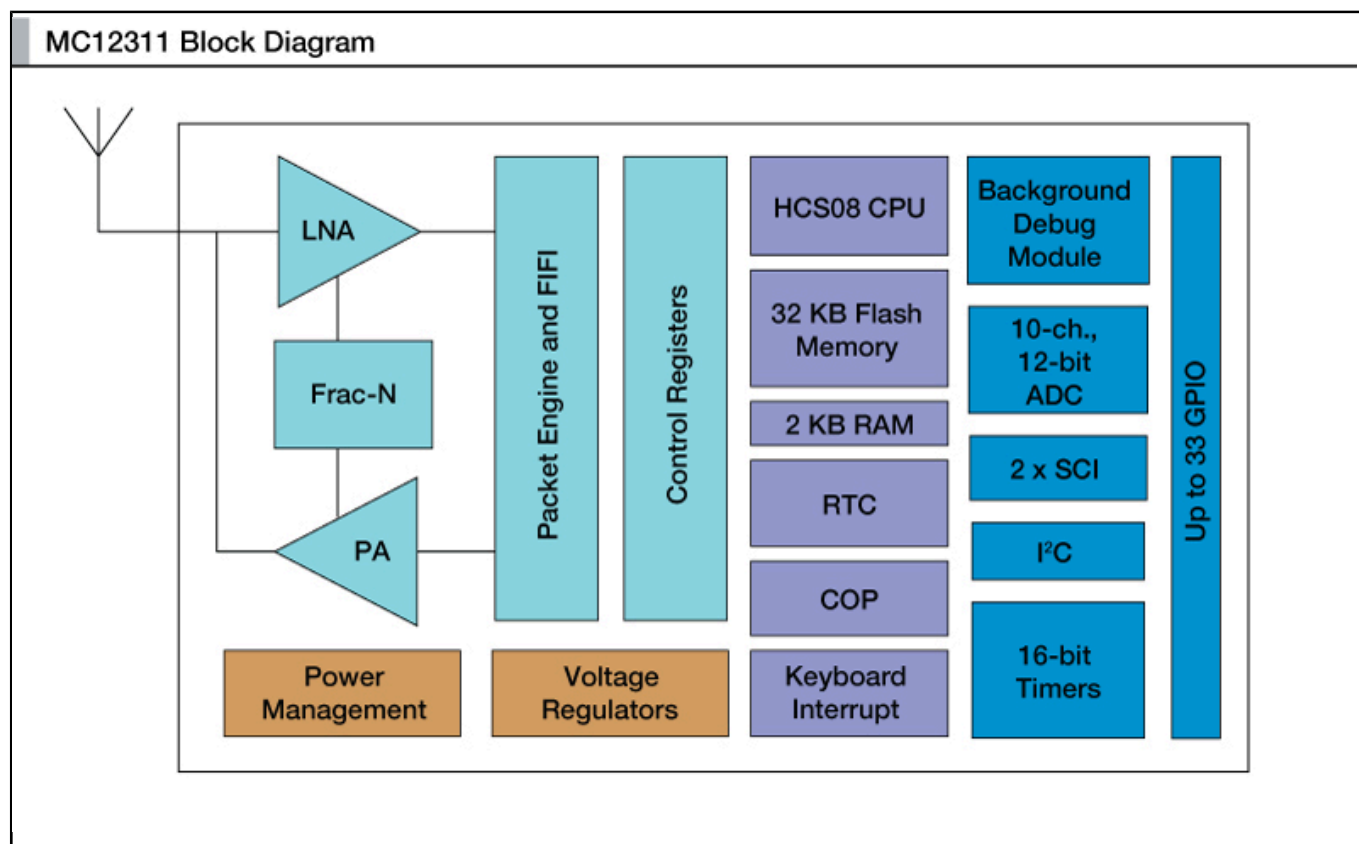 MC12311 Block Diagram
LNA
Frac-N
PA
Packet Engine and FIFI
Control Registers
Power
Management
Voltage
Regulators
HCS08 CPU
32 KB Flash
Memory
2 KB RAM
RTC
COP
Keyboard
Interrupt
Background
Debug
Module
10-ch.,
12-bit
ADC
2 x SCI
I²C
16-bit
Timers
Up to 33 GPIO